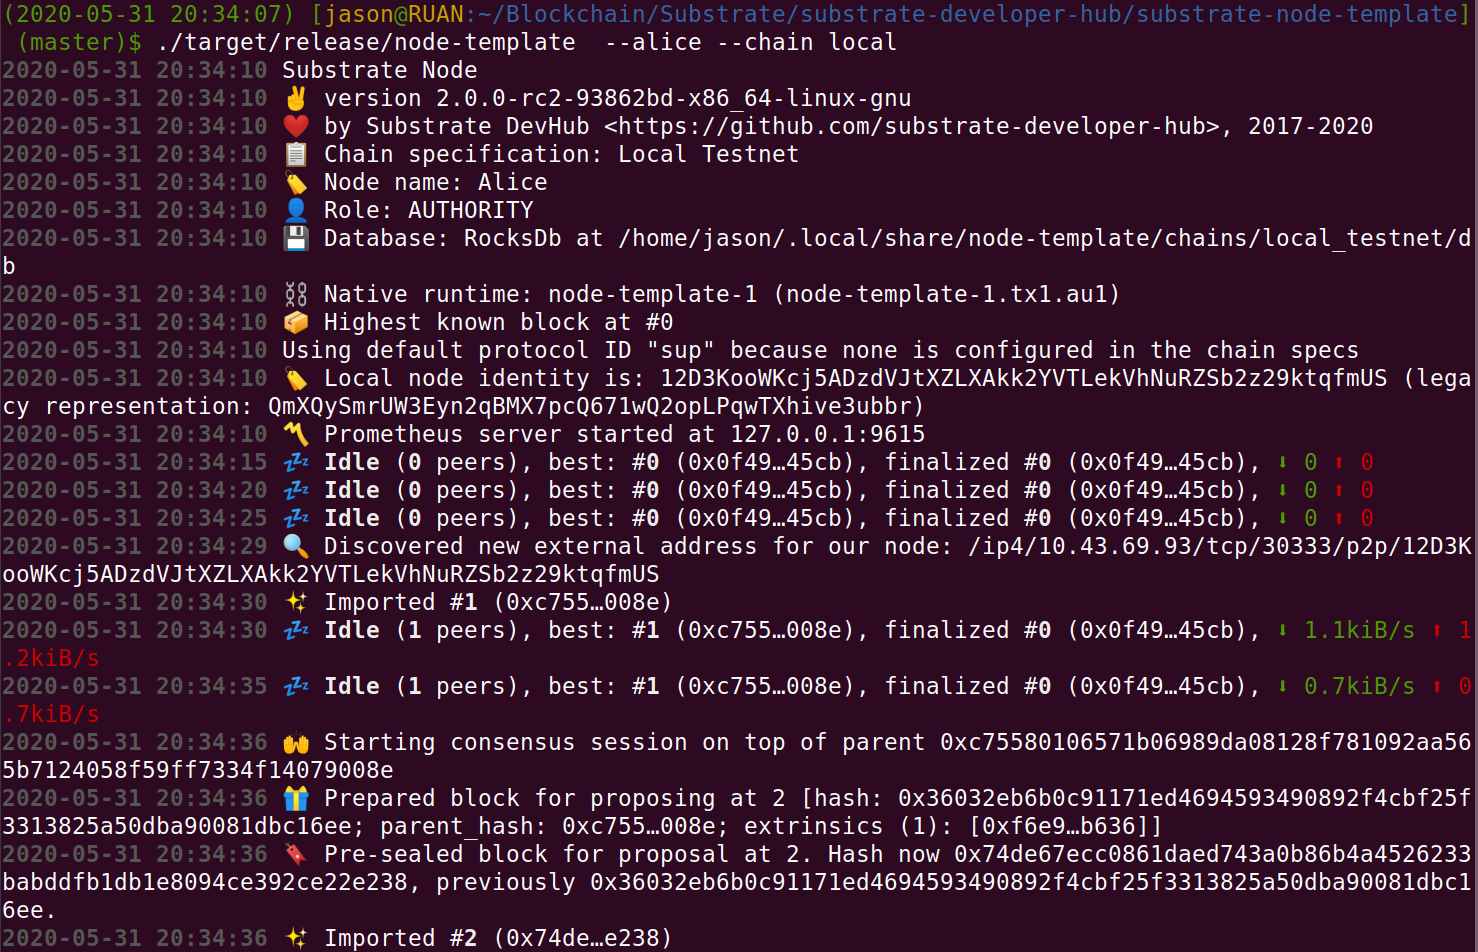 (2020-05-31 20:34:07) [jason@RUAN:~/Blockchain/Substrate/substrate-developer-hub/substrate-node-template]
(master)$ ./target/release/node-template  --alice --chain local
2020-05-31 20:34:10 Substrate Node
2020-05-31 20:34:10 ✌️ version 2.0.0-rc2-93862bd-x86_64-linux-gnu
2020-05-31 20:34:10 ❤️ by Substrate DevHub <https://github.com/substrate-developer-hub>, 2017-2020
2020-05-31 20:34:10 📋 Chain specification: Local Testnet
2020-05-31 20:34:10 🏷 Node name: Alice
2020-05-31 20:34:10 👤 Role: AUTHORITY
2020-05-31 20:34:10 💾 Database: RocksDb at /home/jason/.local/share/node-template/chains/local_testnet/d
b
2020-05-31 20:34:10 ⛓ Native runtime: node-template-1 (node-template-1.tx1.au1)
2020-05-31 20:34:10 📦 Highest known block at #0
2020-05-31 20:34:10 Using default protocol ID "sup" because none is configured in the chain specs
2020-05-31 20:34:10 🏷 Local node identity is: 12D3KooWKcj5ADzdVJtXZLXAkk2YVTLekVhNuRZSb2z29ktqfmUS (lega
cy representation: QmXQySmrUW3Eyn2qBMX7pcQ671wQ2opLPqwTXhive3ubbr)
2020-05-31 20:34:10 〽️ Prometheus server started at 127.0.0.1:9615
2020-05-31 20:34:15 💤 Idle (0 peers), best: #0 (0x0f49…45cb), finalized #0 (0x0f49…45cb), ⬇ 0 ⬆ 0
2020-05-31 20:34:20 💤 Idle (0 peers), best: #0 (0x0f49…45cb), finalized #0 (0x0f49…45cb), ⬇ 0 ⬆ 0
2020-05-31 20:34:25 💤 Idle (0 peers), best: #0 (0x0f49…45cb), finalized #0 (0x0f49…45cb), ⬇ 0 ⬆ 0
2020-05-31 20:34:29 🔍 Discovered new external address for our node: /ip4/10.43.69.93/tcp/30333/p2p/12D3K
ooWKcj5ADzdVJtXZLXAkk2YVTLekVhNuRZSb2z29ktqfmUS
2020-05-31 20:34:30 ✨ Imported #1 (0xc755…008e)
2020-05-31 20:34:30 💤 Idle (1 peers), best: #1 (0xc755…008e), finalized #0 (0x0f49…45cb), ⬇ 1.1kiB/s ⬆ 1
.2kiB/s
2020-05-31 20:34:35 💤 Idle (1 peers), best: #1 (0xc755…008e), finalized #0 (0x0f49…45cb), ⬇ 0.7kiB/s ⬆ 0
.7kiB/s
2020-05-31 20:34:36 🙌 Starting consensus session on top of parent 0xc75580106571b06989da08128f781092aa56
5b7124058f59ff7334f14079008e
2020-05-31 20:34:36 🎁 Prepared block for proposing at 2 [hash: 0x36032eb6b0c91171ed4694593490892f4cbf25f
3313825a50dba90081dbc16ee; parent_hash: 0xc755…008e; extrinsics (1): [0xf6e9…b636]]
2020-05-31 20:34:36 🔖 Pre-sealed block for proposal at 2. Hash now 0x74de67ecc0861daed743a0b86b4a4526233
babddfb1db1e8094ce392ce22e238, previously 0x36032eb6b0c91171ed4694593490892f4cbf25f3313825a50dba90081dbc1
6ee.
2020-05-31 20:34:36 ✨ Imported #2 (0x74de…e238)